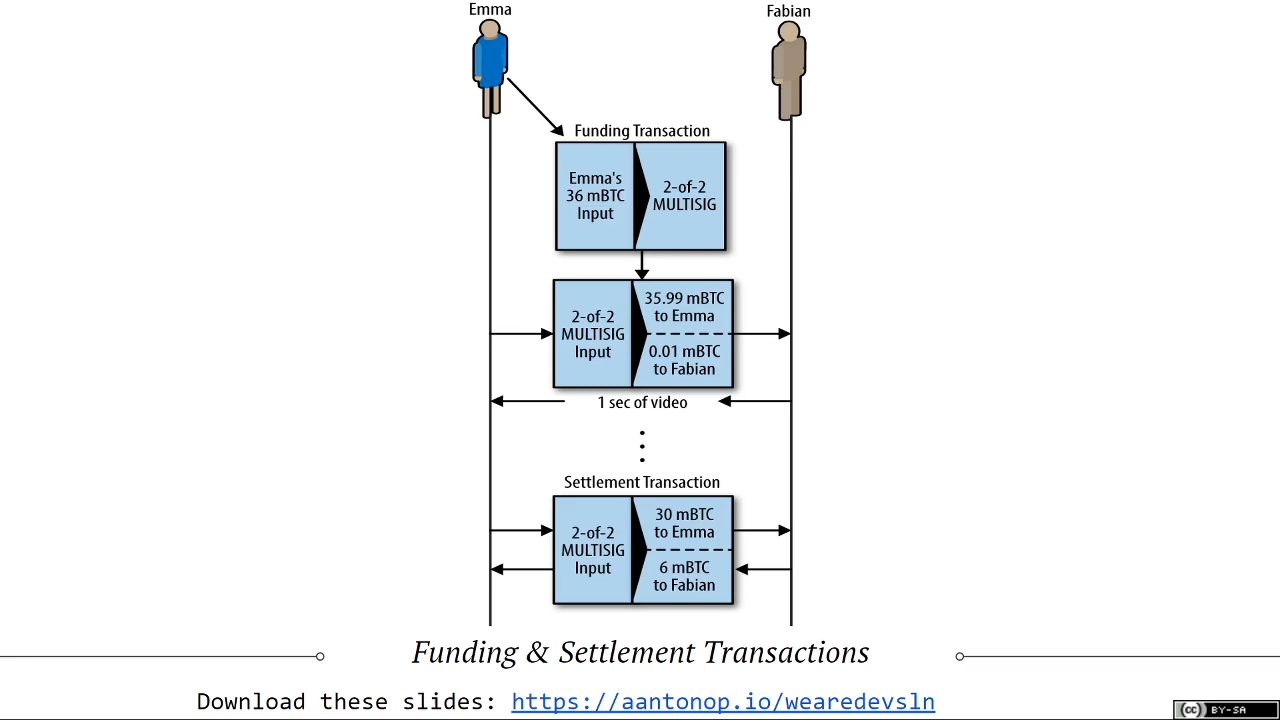 Emma
Fabian
Funding Transaction
Emma's
36 mBTC
Input
2-of-2
MULTISIG
2-of-2
MULTISIG
Input
35.99 mBTC
to Emma
0.01 mBTC
to Fabian
1 sec of video
Settlement Transaction
2-of-2
MULTISIG
Input
30 mBTC
to Emma
6 mBTC
to Fabian
Funding & Settlement Transactions
Download these slides: https://aantonop.io/wearedevsln
cc BY-SA